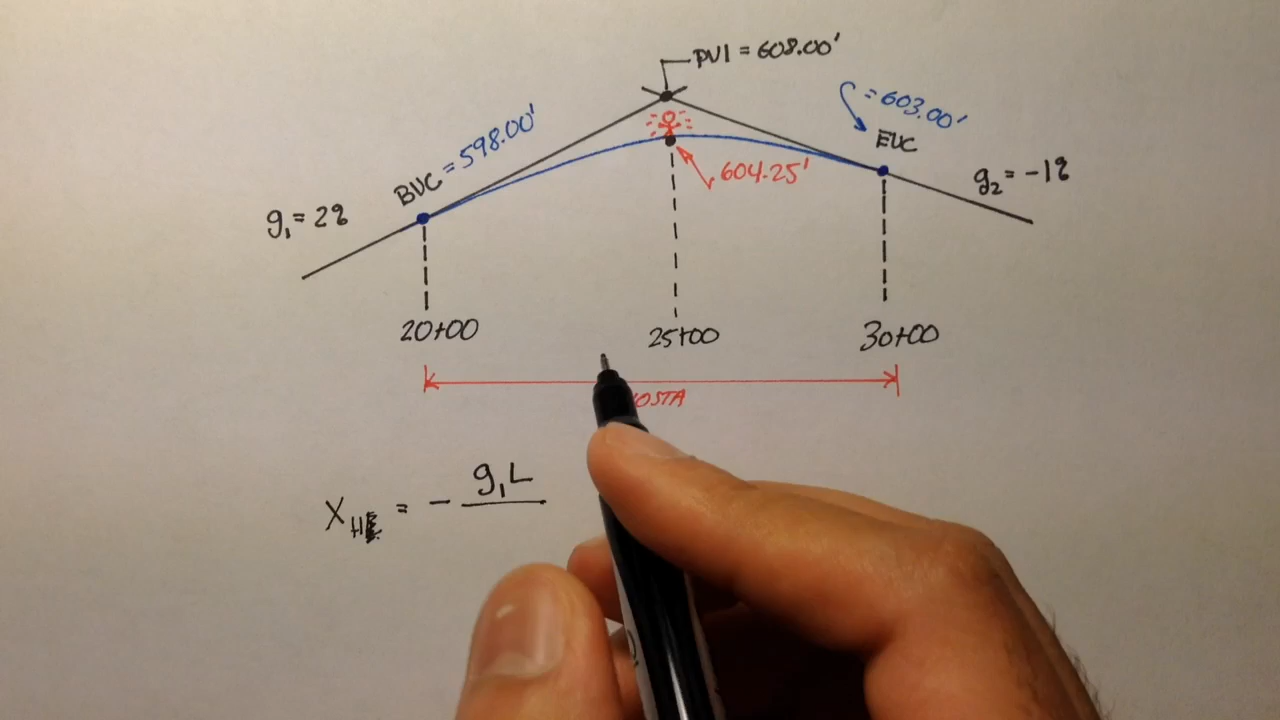 PVI = 608.00'
= 603.00'
EVC
BVC = 598.00'
604.25'
g₁ = 2%
g₂ = -1%
20+00
25+00
30+00
X = - g₁L